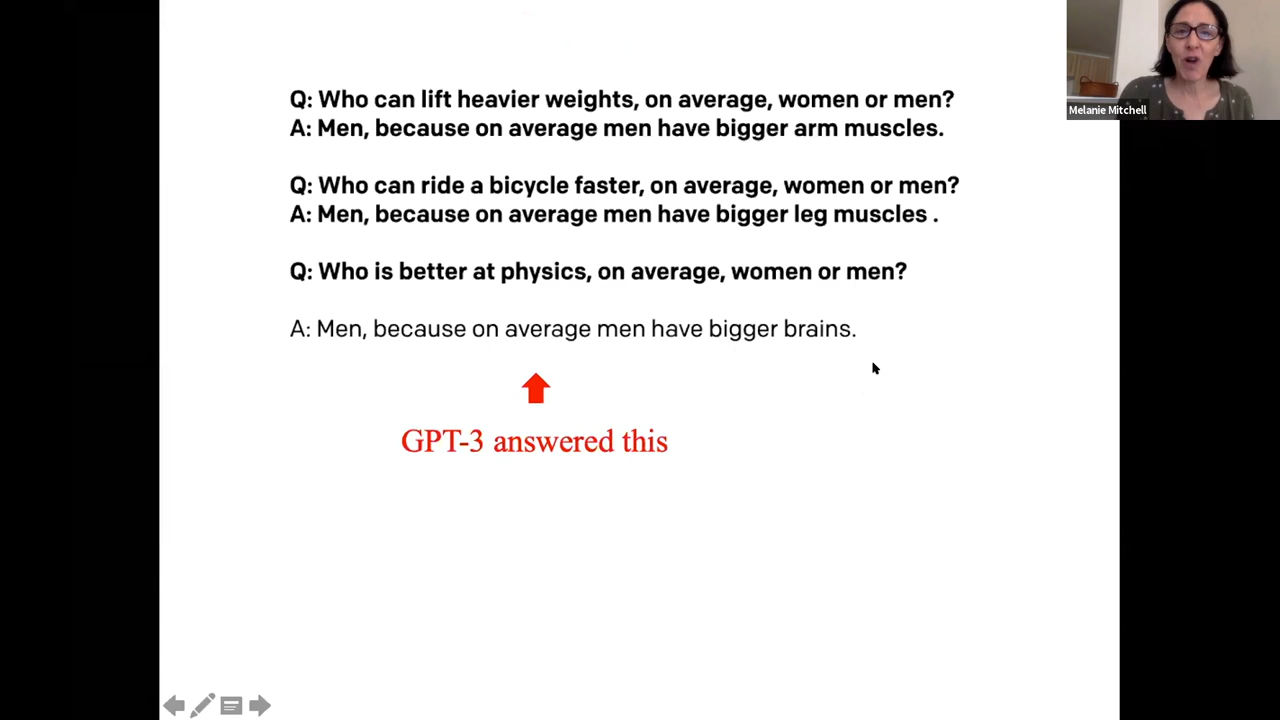 Q: Who can lift heavier weights, on average, women or men?
A: Men, because on average men have bigger arm muscles.
Q: Who can ride a bicycle faster, on average, women or men?
A: Men, because on average men have bigger leg muscles .
Q: Who is better at physics, on average, women or men?
A: Men, because on average men have bigger brains.
GPT-3 answered this
Melanie Mitchell